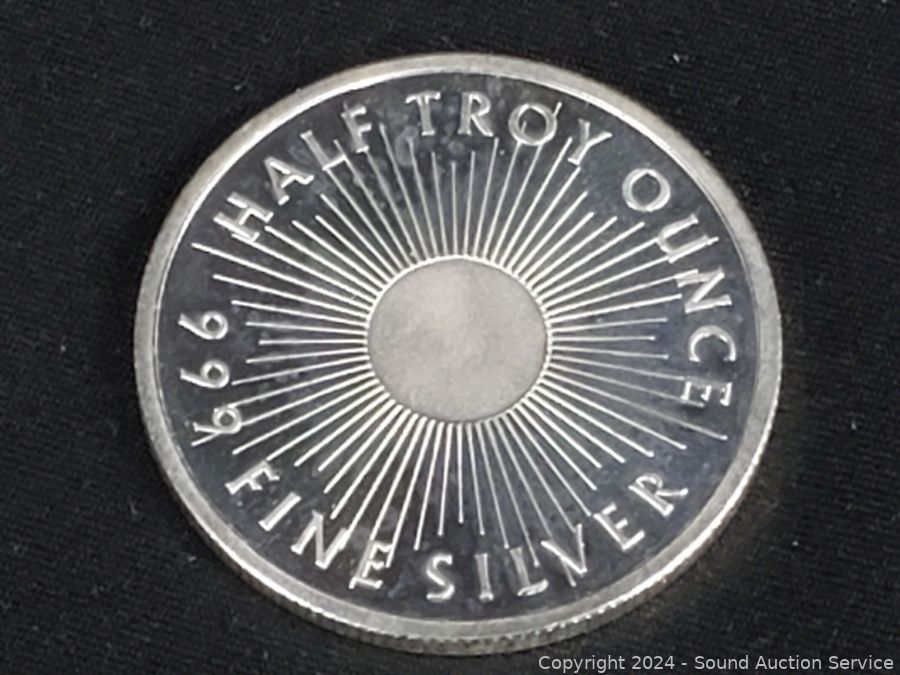 HALF TROY OUNCE
999 FINE SILVER
Copyright 2024 - Sound Auction Service